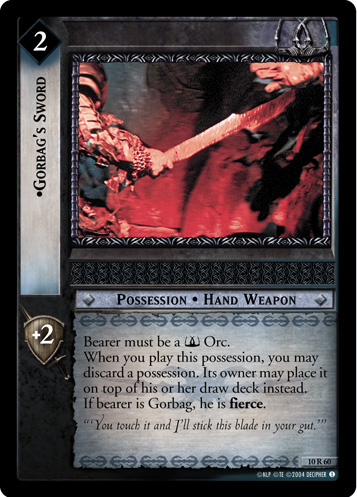 2
•Gorbag's Sword
Possession • Hand Weapon
+2
Bearer must be a Orc.
When you play this possession, you may
discard a possession. Its owner may place it
on top of his or her draw deck instead.
If bearer is Gorbag, he is fierce.
“‘You touch it and I'll stick this blade in your gut.’”
10 R 60
©NLP ©TE ©2004 DECIPHER